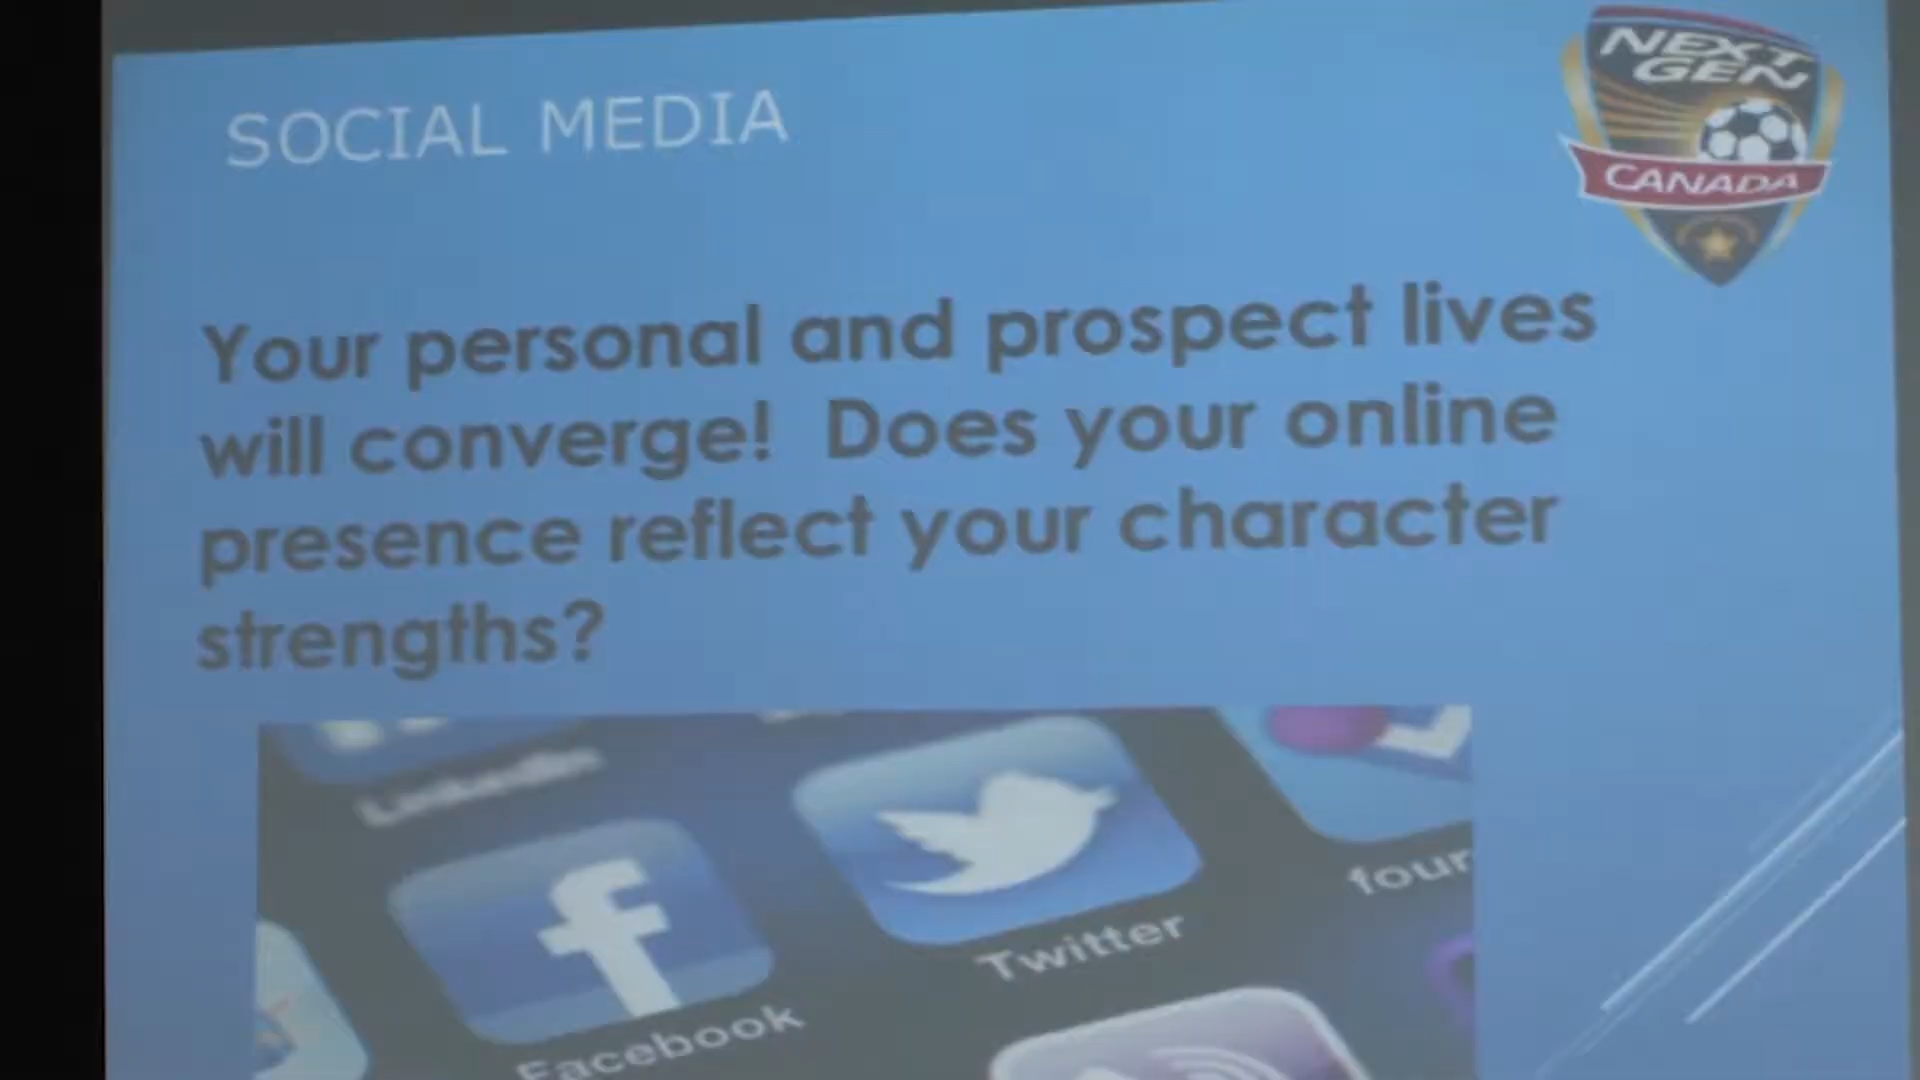 NEXT
GEN
CANADA
SOCIAL MEDIA
Your personal and prospect lives
will converge! Does your online
presence reflect your character
strengths?
LinkedIn
Facebook
Twitter
four